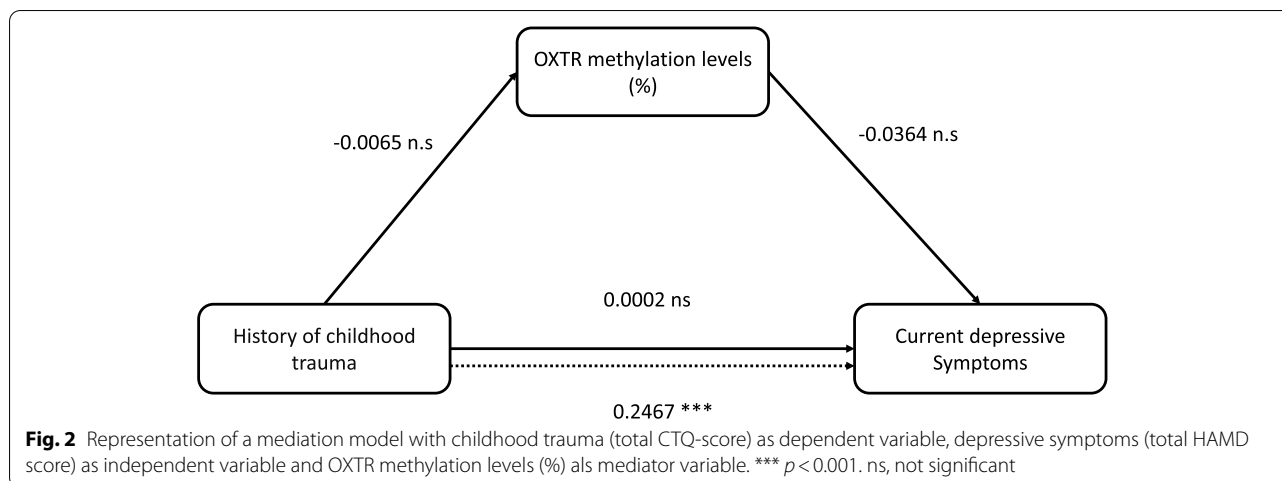 OXTR methylation levels
(%)
-0.0065 n.s
-0.0364 n.s
0.0002 ns
History of childhood
trauma
Current depressive
Symptoms
0.2467 ***
Fig. 2 Representation of a mediation model with childhood trauma (total CTQ-score) as dependent variable, depressive symptoms (total HAMD
score) as independent variable and OXTR methylation levels (%) als mediator variable. *** p < 0.001. ns, not significant